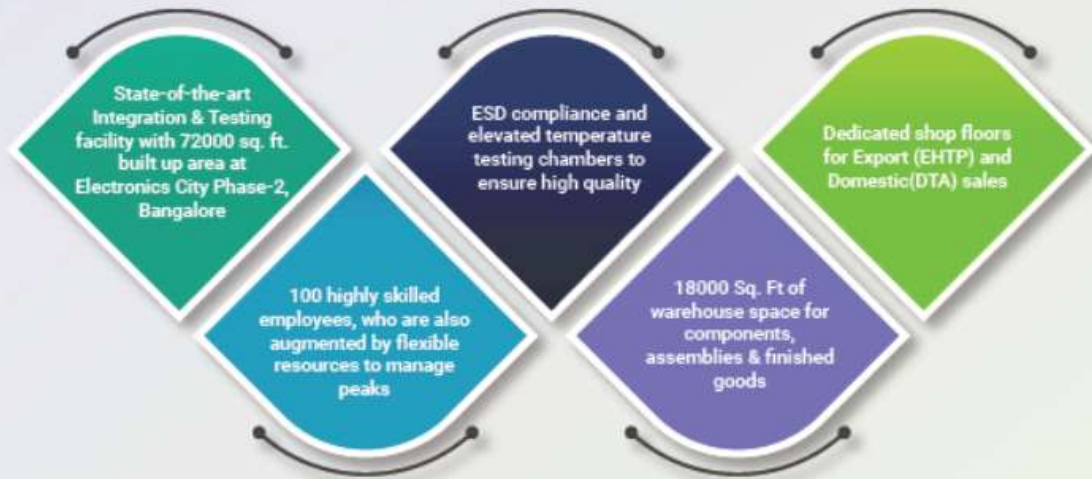 State-of-the-art
Integration & Testing
facility with 72000 sq. ft.
built up area at
Electronics City Phase-2,
Bangalore
100 highly skilled
employees, who are also
augmented by flexible
resources to manage
peaks
ESD compliance and
elevated temperature
testing chambers to
ensure high quality
18000 Sq. Ft of
warehouse space for
components,
assemblies & finished
goods
Dedicated shop floors
for Export (EHTP) and
Domestic(DTA) sales